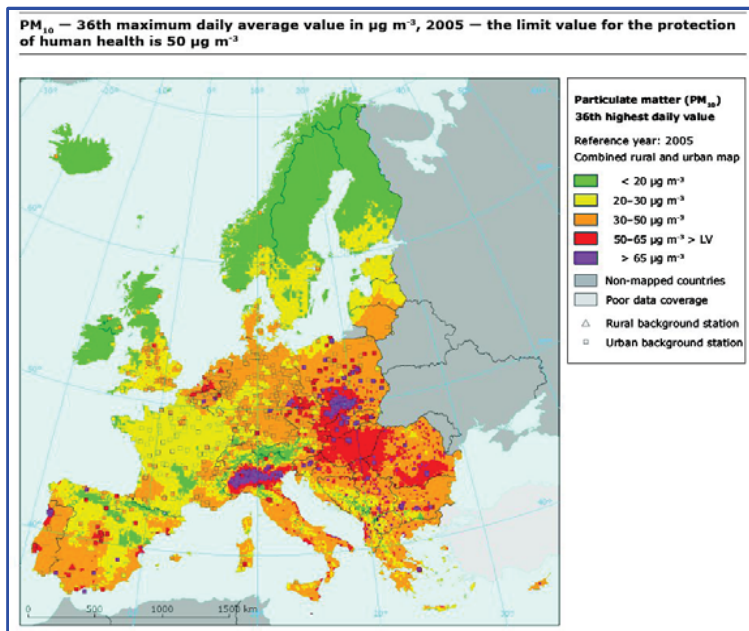 PM₁₀ — 36th maximum daily average value in µg m⁻³, 2005 — the limit value for the protection
of human health is 50 µg m⁻³
Particulate matter (PM₁₀)
36th highest daily value
Reference year: 2005
Combined rural and urban map
< 20 µg m⁻³
20–30 µg m⁻³
30–50 µg m⁻³
50–65 µg m⁻³ > LV
> 65 µg m⁻³
Non-mapped countries
Poor data coverage
Rural background station
Urban background station
0 500 1000 1500 km